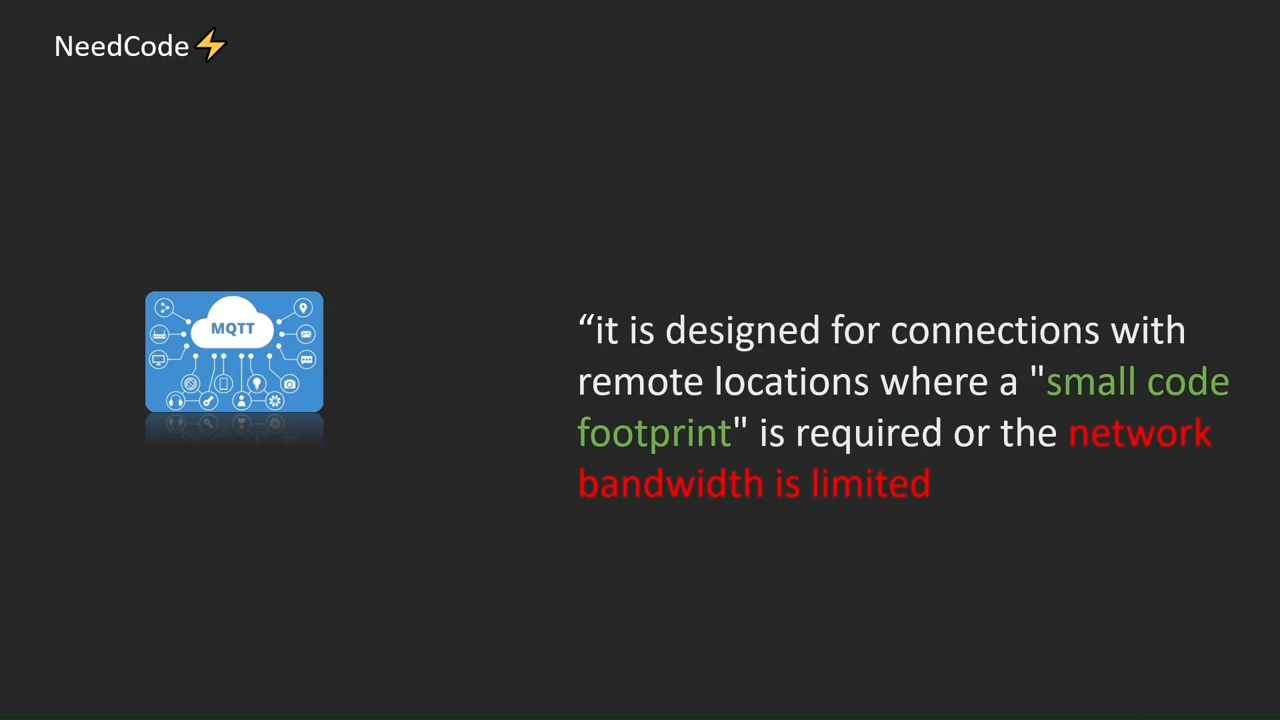 NeedCode⚡
MQTT
“it is designed for connections with
remote locations where a "small code
footprint" is required or the network
bandwidth is limited